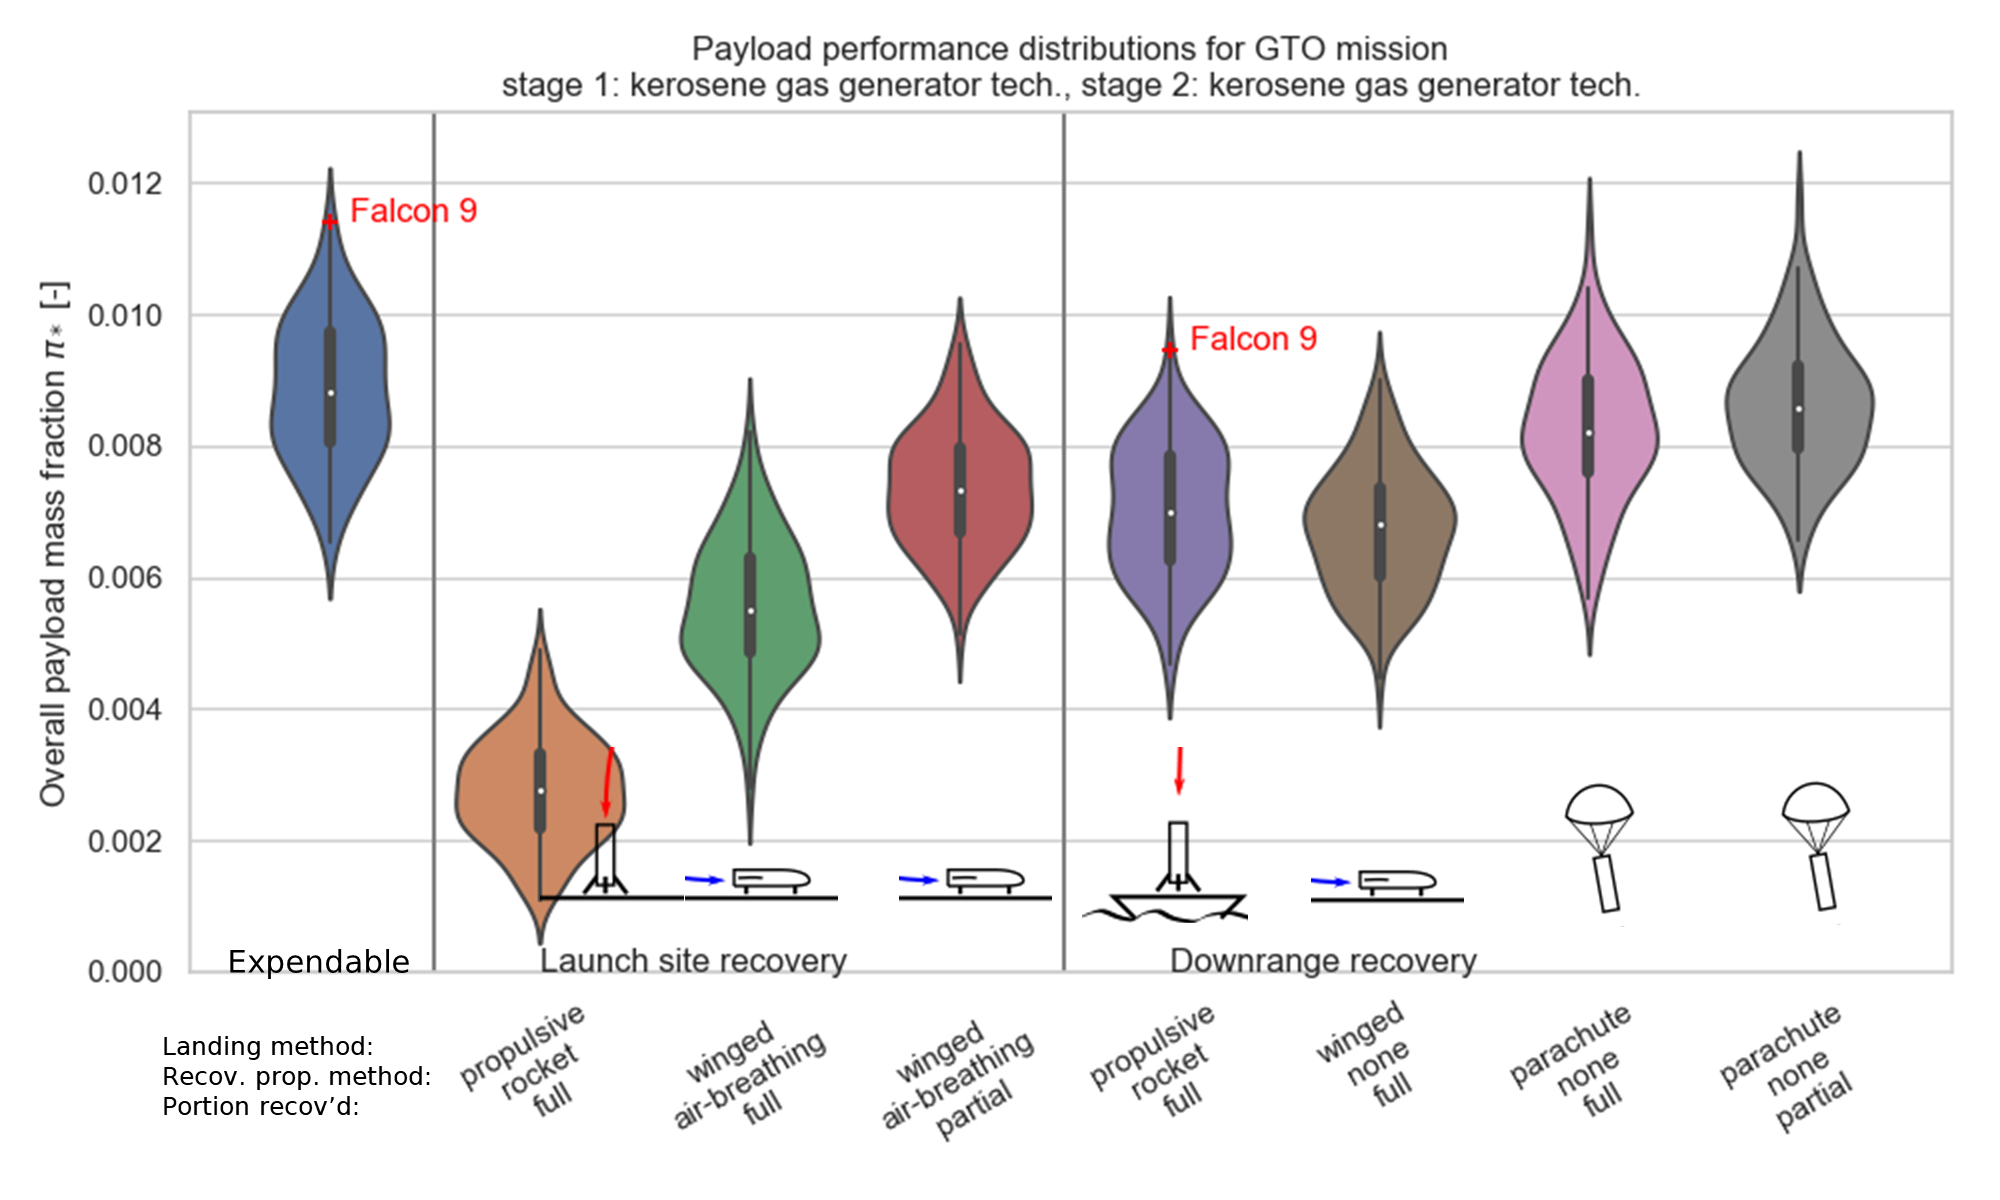 Payload performance distributions for GTO mission
stage 1: kerosene gas generator tech., stage 2: kerosene gas generator tech.
Overall payload mass fraction π* [-]
0.012
0.010
0.008
0.006
0.004
0.002
0.000
Falcon 9
Falcon 9
Expendable
Launch site recovery
Downrange recovery
Landing method:
Recov. prop. method:
Portion recov’d:
propulsive
rocket
full
winged
air-breathing
full
winged
air-breathing
partial
propulsive
rocket
full
winged
none
full
parachute
none
full
parachute
none
partial